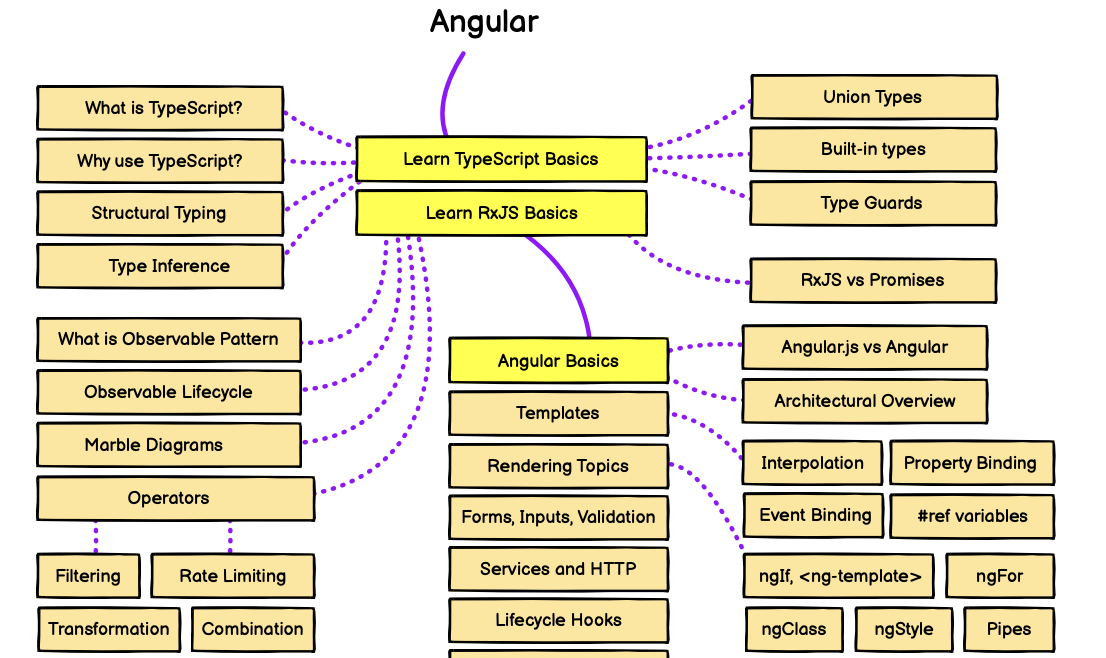 Angular
What is TypeScript?
Why use TypeScript?
Structural Typing
Type Inference
Learn TypeScript Basics
Learn RxJS Basics
Union Types
Built-in types
Type Guards
RxJS vs Promises
What is Observable Pattern
Observable Lifecycle
Marble Diagrams
Operators
Filtering
Rate Limiting
Transformation
Combination
Angular Basics
Templates
Rendering Topics
Forms, Inputs, Validation
Services and HTTP
Lifecycle Hooks
Angular.js vs Angular
Architectural Overview
Interpolation
Property Binding
Event Binding
#ref variables
ngIf, <ng-template>
ngFor
ngClass
ngStyle
Pipes